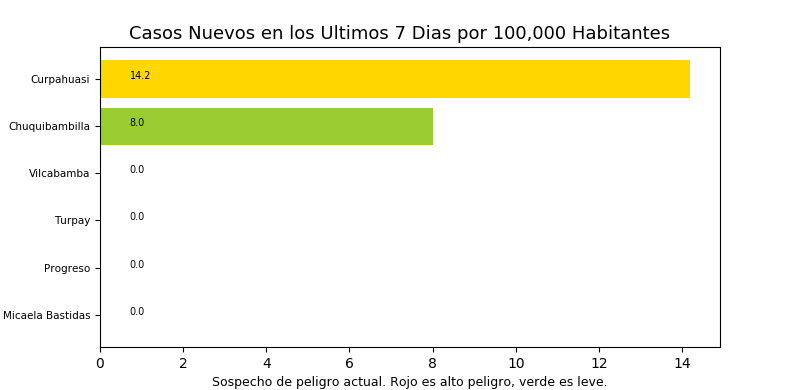 Casos Nuevos en los Ultimos 7 Dias por 100,000 Habitantes
Curpahuasi 14.2
Chuquibambilla 8.0
Vilcabamba 0.0
Turpay 0.0
Progreso 0.0
Micaela Bastidas 0.0
0 2 4 6 8 10 12 14
Sospecho de peligro actual. Rojo es alto peligro, verde es leve.